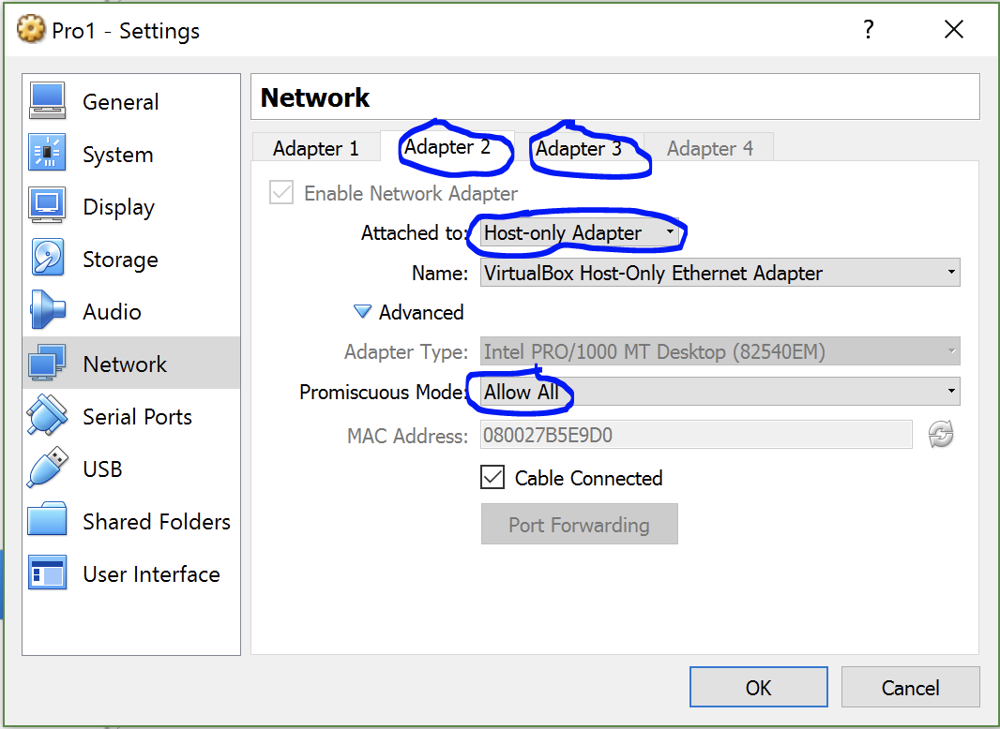 Pro1 - Settings ?
General
System
Display
Storage
Audio
Network
Serial Ports
USB
Shared Folders
User Interface
Network
Adapter 1 Adapter 2 Adapter 3 Adapter 4
Enable Network Adapter
Attached to: Host-only Adapter
Name: VirtualBox Host-Only Ethernet Adapter
Advanced
Adapter Type: Intel PRO/1000 MT Desktop (82540EM)
Promiscuous Mode: Allow All
MAC Address: 080027B5E9D0
Cable Connected
Port Forwarding
OK Cancel